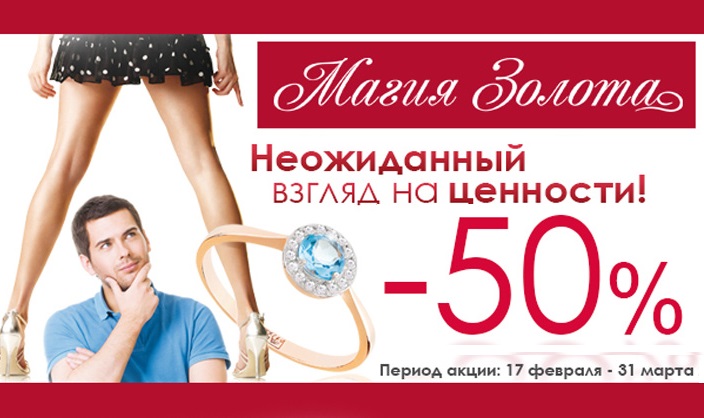 Магия Золота
Неожиданный
взгляд на ценности!
-50%
Период акции: 17 февраля - 31 марта